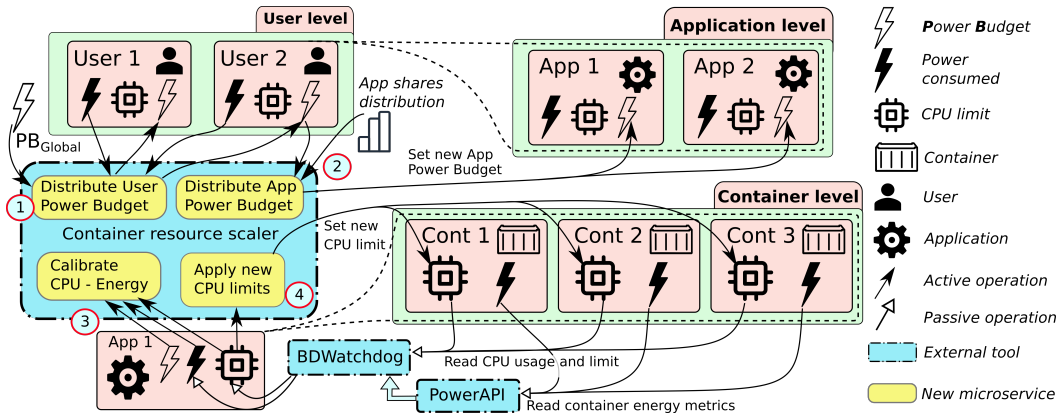 User level
User 1
User 2
App shares
distribution
PB_Global
Application level
App 1
App 2
Set new App
Power Budget
1
2
Distribute User
Power Budget
Distribute App
Power Budget
Container resource scaler
Calibrate
CPU - Energy
Apply new
CPU limits
3
4
Set new
CPU limit
Container level
Cont 1
Cont 2
Cont 3
App 1
BDWatchdog
Read CPU usage and limit
PowerAPI
Read container energy metrics
Power Budget
Power
consumed
CPU limit
Container
User
Application
Active operation
Passive operation
External tool
New microservice